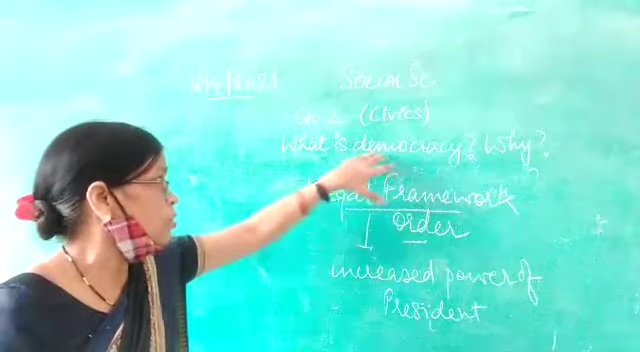 Social Sc.
Ch 2 (Civics)
What is democracy? Why?
Legal Framework
Order
increased power of
President